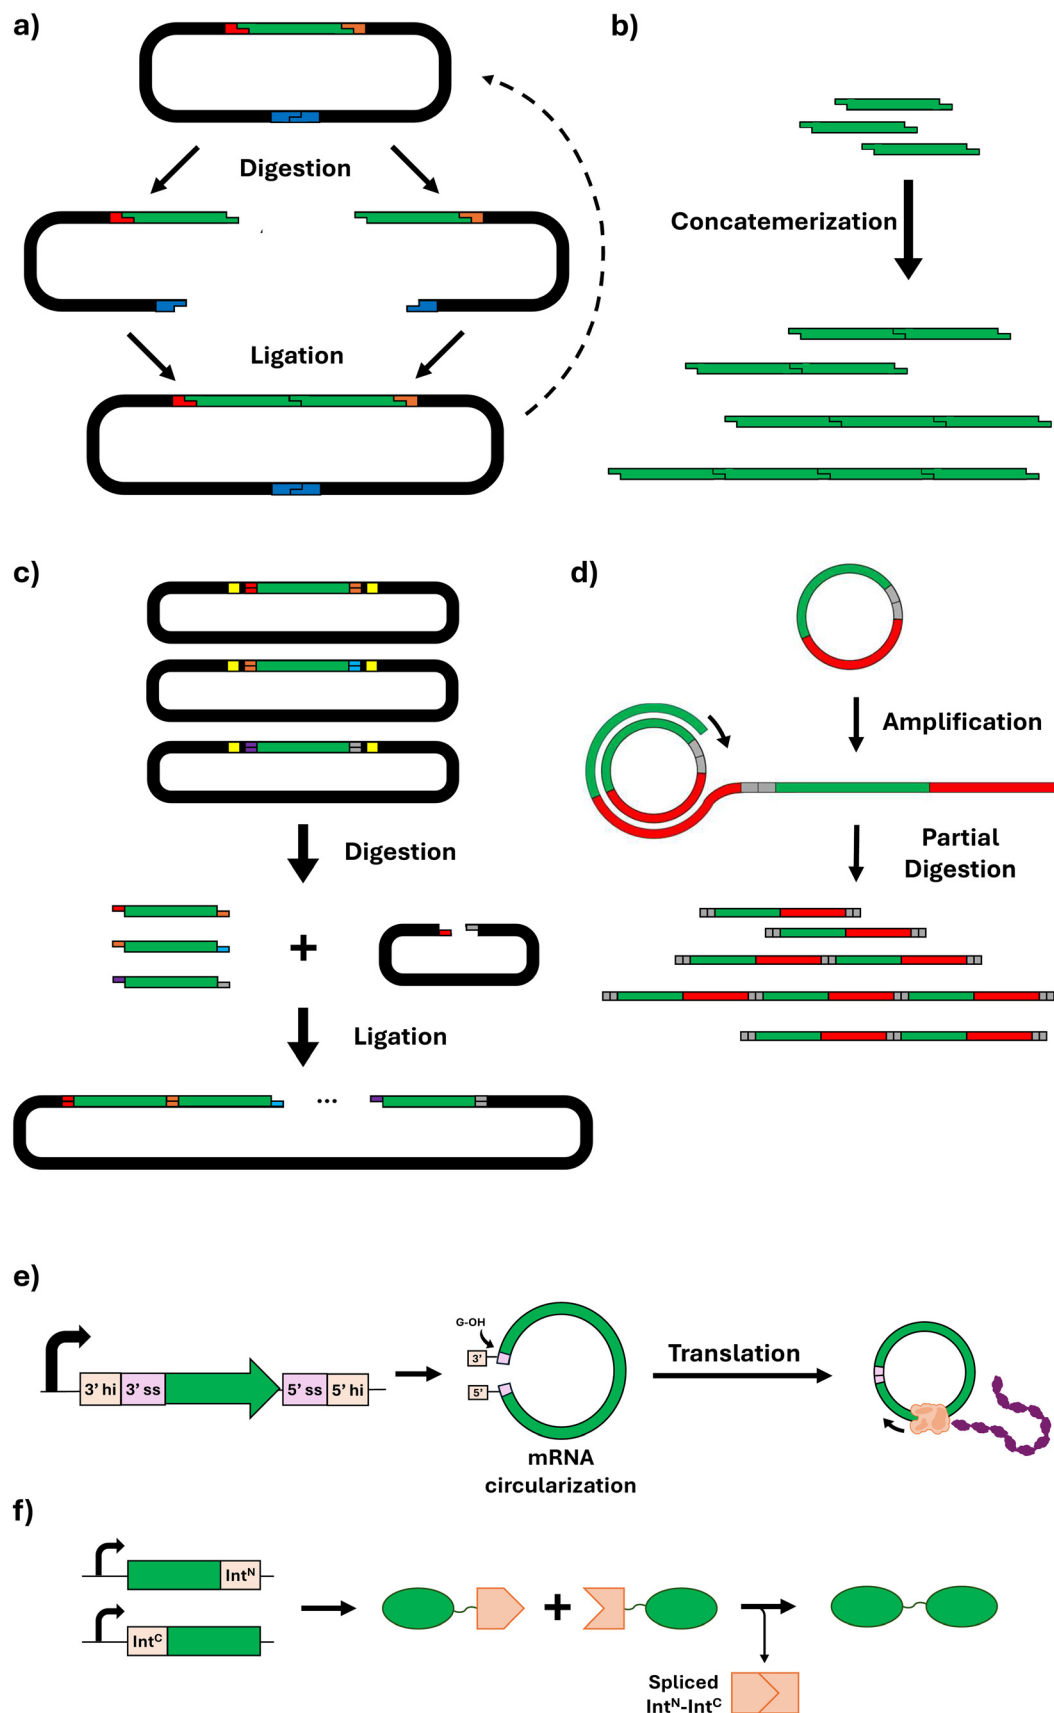 a)
b)
Digestion
Concatemerization
Ligation
c)
d)
Amplification
Partial
Digestion
Digestion
+
Ligation
...
e)
G-OH
3'
Translation
3' hi 3' ss 5' ss 5' hi
5'
mRNA
circularization
f)
Int^N
+
Int^C
Spliced
Int^N-Int^C